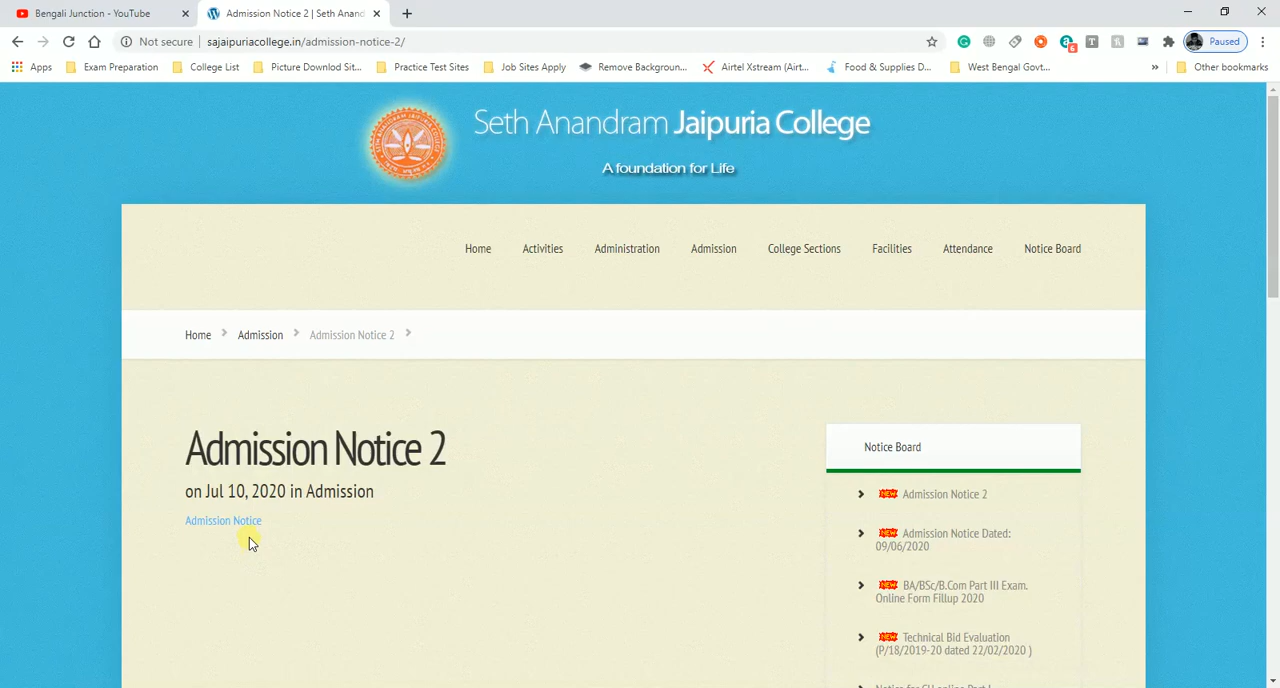 Bengali Junction - YouTube
Admission Notice 2 | Seth Anand
Not secure
sajaipuriacollege.in/admission-notice-2/
6
Paused
Apps
Exam Preparation
College List
Picture Downlod Sit...
Practice Test Sites
Job Sites Apply
Remove Backgroun...
Airtel Xstream (Airt...
Food & Supplies D...
West Bengal Govt...
»
Other bookmarks
Seth Anandram Jaipuria College
A foundation for Life
Home
Activities
Administration
Admission
College Sections
Facilities
Attendance
Notice Board
Home
Admission
Admission Notice 2
Admission Notice 2
on Jul 10, 2020 in Admission
Admission Notice
Notice Board
NEW Admission Notice 2
NEW Admission Notice Dated:
09/06/2020
NEW BA/BSc/B.Com Part III Exam.
Online Form Fillup 2020
NEW Technical Bid Evaluation
(P/18/2019-20 dated 22/02/2020 )